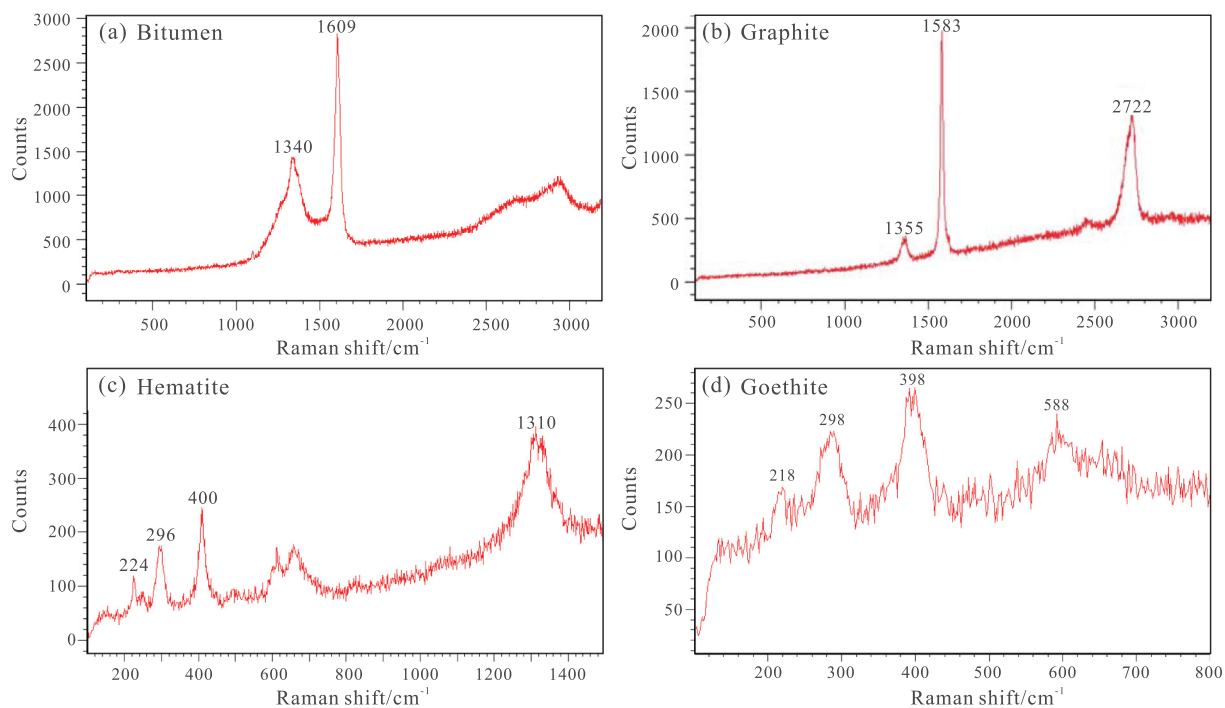 (a) Bitumen
1609
1340
3000
2500
2000
1500
1000
500
0
Counts
500 1000 1500 2000 2500 3000
Raman shift/cm-1
(b) Graphite
1583
2722
1355
2000
1500
1000
500
0
Counts
500 1000 1500 2000 2500 3000
Raman shift/cm-1
(c) Hematite
1310
400
296
224
400
300
200
100
0
Counts
200 400 600 800 1000 1200 1400
Raman shift/cm-1
(d) Goethite
398
298
588
218
250
200
150
100
50
Counts
200 300 400 500 600 700 800
Raman shift/cm-1